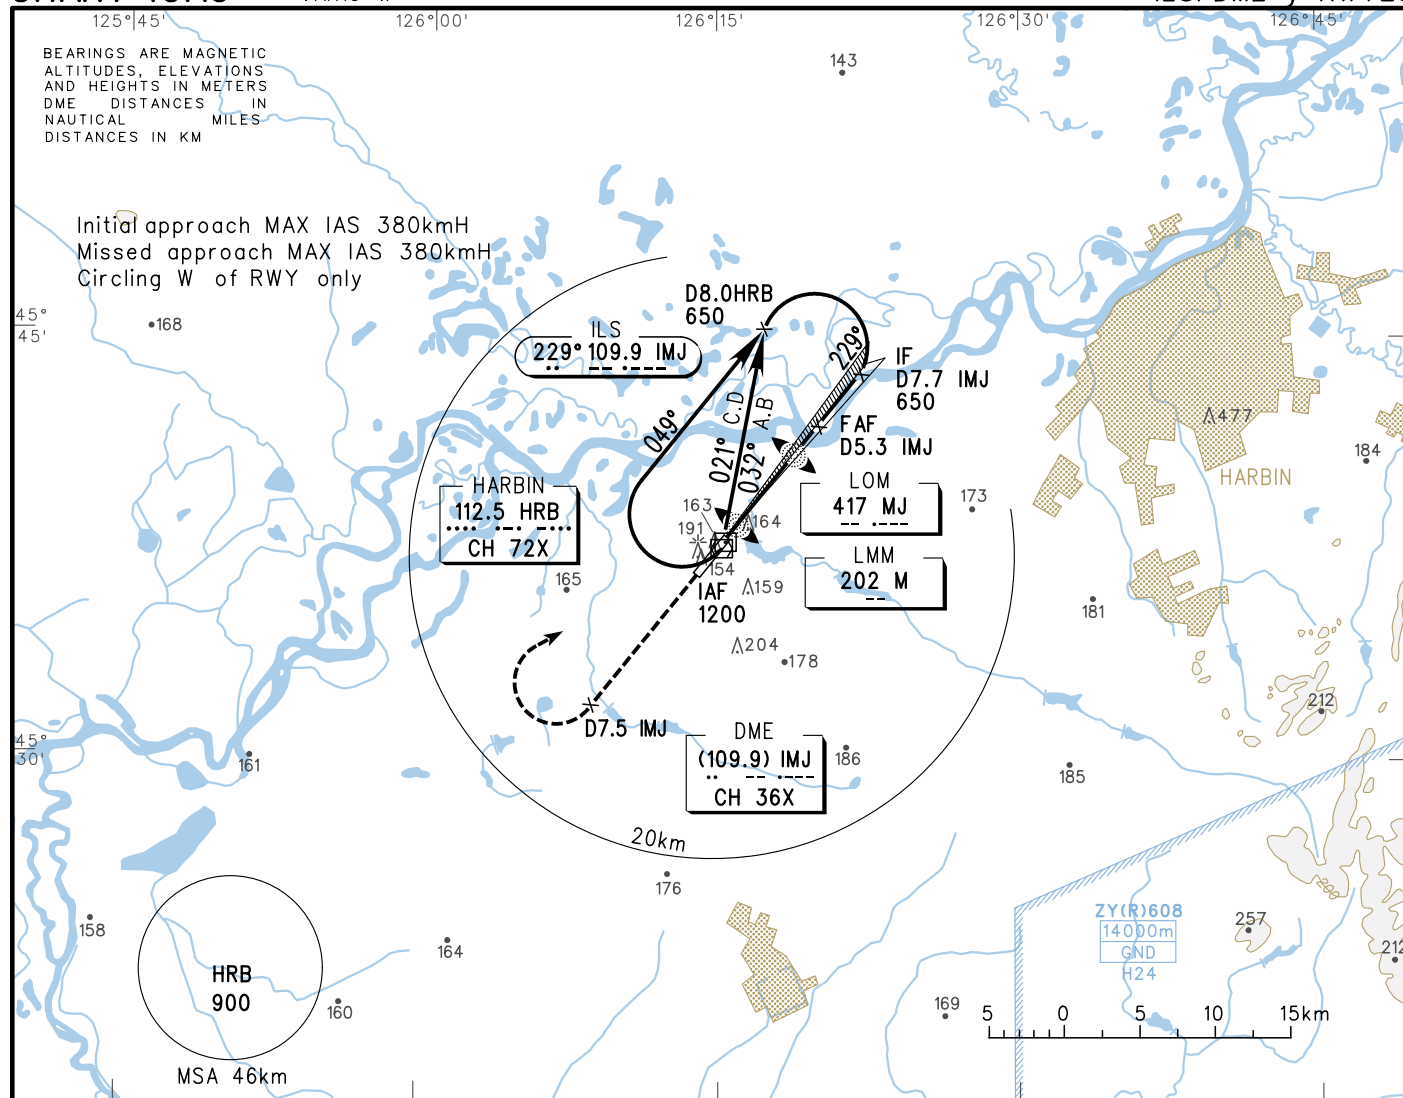 125°45'
126°00'
126°15'
126°30'
126°45'
BEARINGS ARE MAGNETIC
ALTITUDES, ELEVATIONS
AND HEIGHTS IN METERS
DME DISTANCES IN
NAUTICAL MILES
DISTANCES IN KM
143
Initial approach MAX IAS 380kmH
Missed approach MAX IAS 380kmH
Circling W of RWY only
45°
45'
168
D8.0HRB
650
ILS
229° 109.9 IMJ
229°
IF
D7.7 IMJ
650
FAF
D5.3 IMJ
C.D
A.B
049°
021°
032°
477
HARBIN
184
173
LOM
417 MJ
HARBIN
112.5 HRB
CH 72X
163
164
191
154
LMM
202 M
165
IAF
1200
159
181
204
178
212
D7.5 IMJ
DME
(109.9) IMJ
CH 36X
45°
30'
161
186
185
20km
176
158
164
160
HRB
900
MSA 46km
ZY(R)608
14000m
GND
H24
257
212
169
5 0 5 10 15km